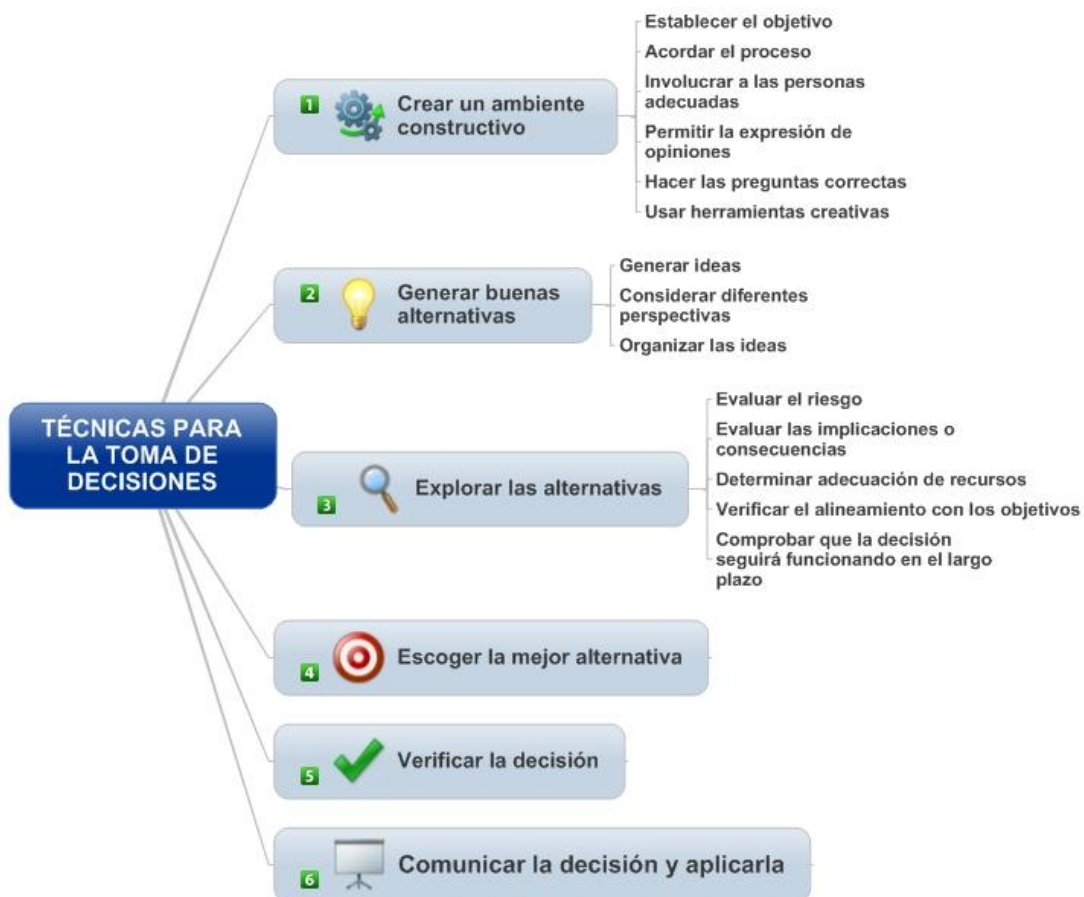 TÉCNICAS PARA
LA TOMA DE
DECISIONES
1
Crear un ambiente
constructivo
Establecer el objetivo
Acordar el proceso
Involucrar a las personas
adecuadas
Permitir la expresión de
opiniones
Hacer las preguntas correctas
Usar herramientas creativas
2
Generar buenas
alternativas
Generar ideas
Considerar diferentes
perspectivas
Organizar las ideas
3
Explorar las alternativas
Evaluar el riesgo
Evaluar las implicaciones o
consecuencias
Determinar adecuación de recursos
Verificar el alineamiento con los objetivos
Comprobar que la decisión
seguirá funcionando en el largo
plazo
4
Escoger la mejor alternativa
5
Verificar la decisión
6
Comunicar la decisión y aplicarla